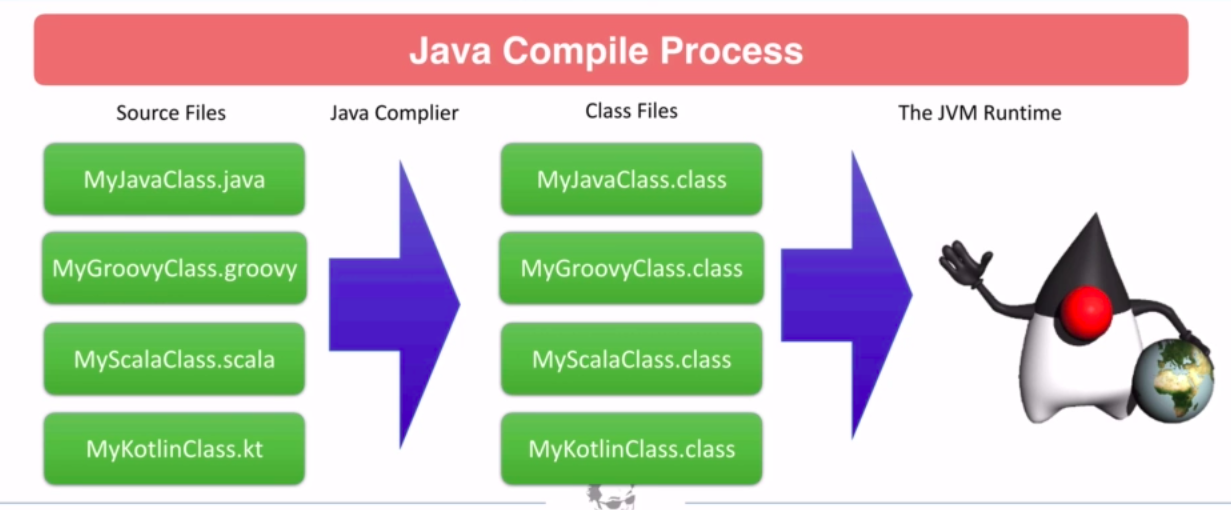 Java Compile Process
Source Files
Java Complier
Class Files
The JVM Runtime
MyJavaClass.java
MyJavaClass.class
MyGroovyClass.groovy
MyGroovyClass.class
MyScalaClass.scala
MyScalaClass.class
MyKotlinClass.kt
MyKotlinClass.class